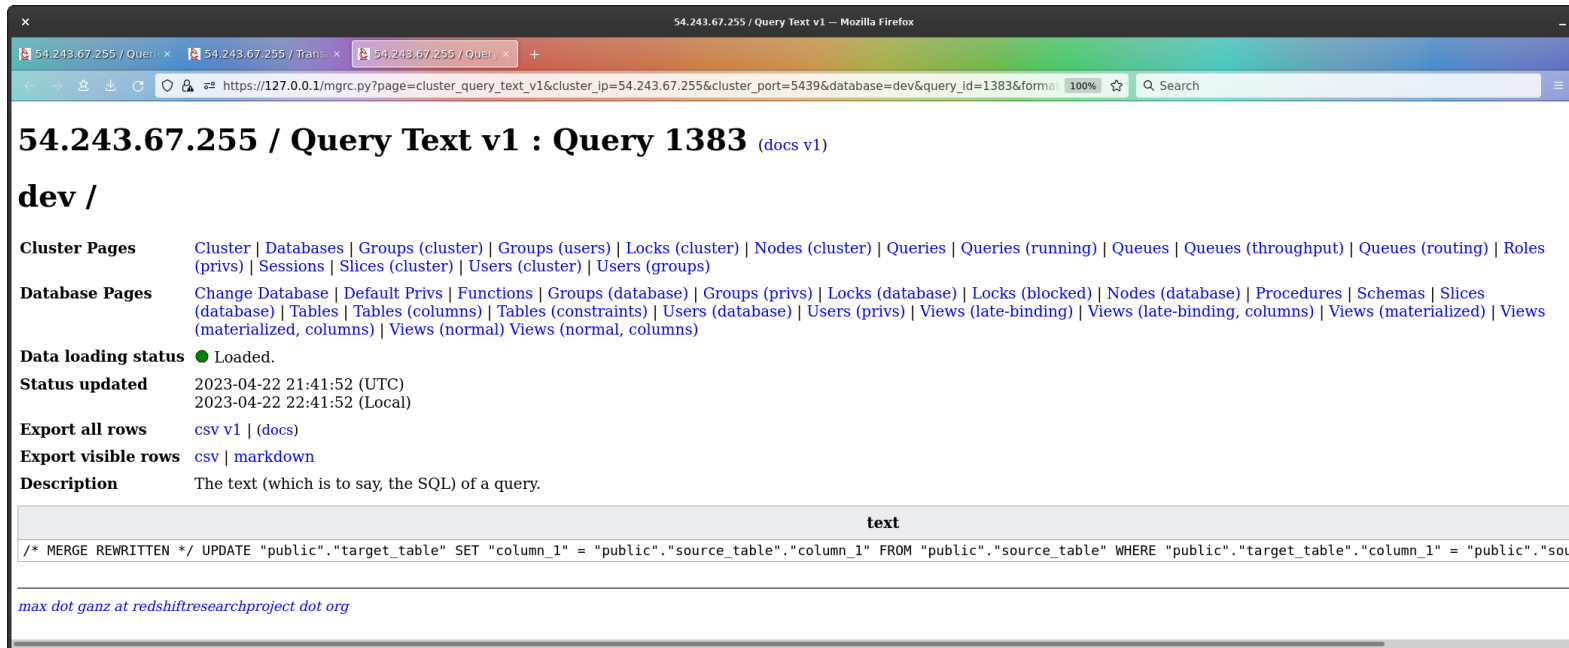 54.243.67.255 / Query Text v1 — Mozilla Firefox
54.243.67.255 / Queri
54.243.67.255 / Transa
54.243.67.255 / Query
https://127.0.0.1/mgrc.py?page=cluster_query_text_v1&cluster_ip=54.243.67.255&cluster_port=5439&database=dev&query_id=1383&format 100% Search
54.243.67.255 / Query Text v1 : Query 1383 (docs v1)
dev /
Cluster Pages Cluster | Databases | Groups (cluster) | Groups (users) | Locks (cluster) | Nodes (cluster) | Queries | Queries (running) | Queues | Queues (throughput) | Queues (routing) | Roles
(privs) | Sessions | Slices (cluster) | Users (cluster) | Users (groups)
Database Pages Change Database | Default Privs | Functions | Groups (database) | Groups (privs) | Locks (database) | Locks (blocked) | Nodes (database) | Procedures | Schemas | Slices
(database) | Tables | Tables (columns) | Tables (constraints) | Users (database) | Users (privs) | Views (late-binding) | Views (late-binding, columns) | Views (materialized) | Views
(materialized, columns) | Views (normal) Views (normal, columns)
Data loading status Loaded.
Status updated 2023-04-22 21:41:52 (UTC)
2023-04-22 22:41:52 (Local)
Export all rows csv v1 | (docs)
Export visible rows csv | markdown
Description The text (which is to say, the SQL) of a query.
text
/* MERGE REWRITTEN */ UPDATE "public"."target_table" SET "column_1" = "public"."source_table"."column_1" FROM "public"."source_table" WHERE "public"."target_table"."column_1" = "public"."sou
max dot ganz at redshiftresearchproject dot org